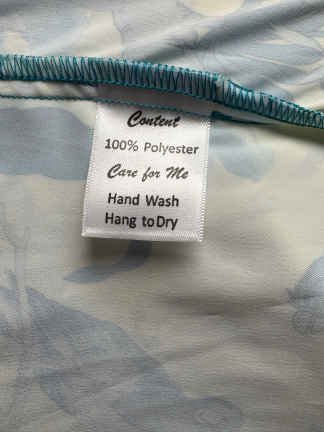 Content
100% Polyester
Care for Me
Hand Wash
Hang to Dry